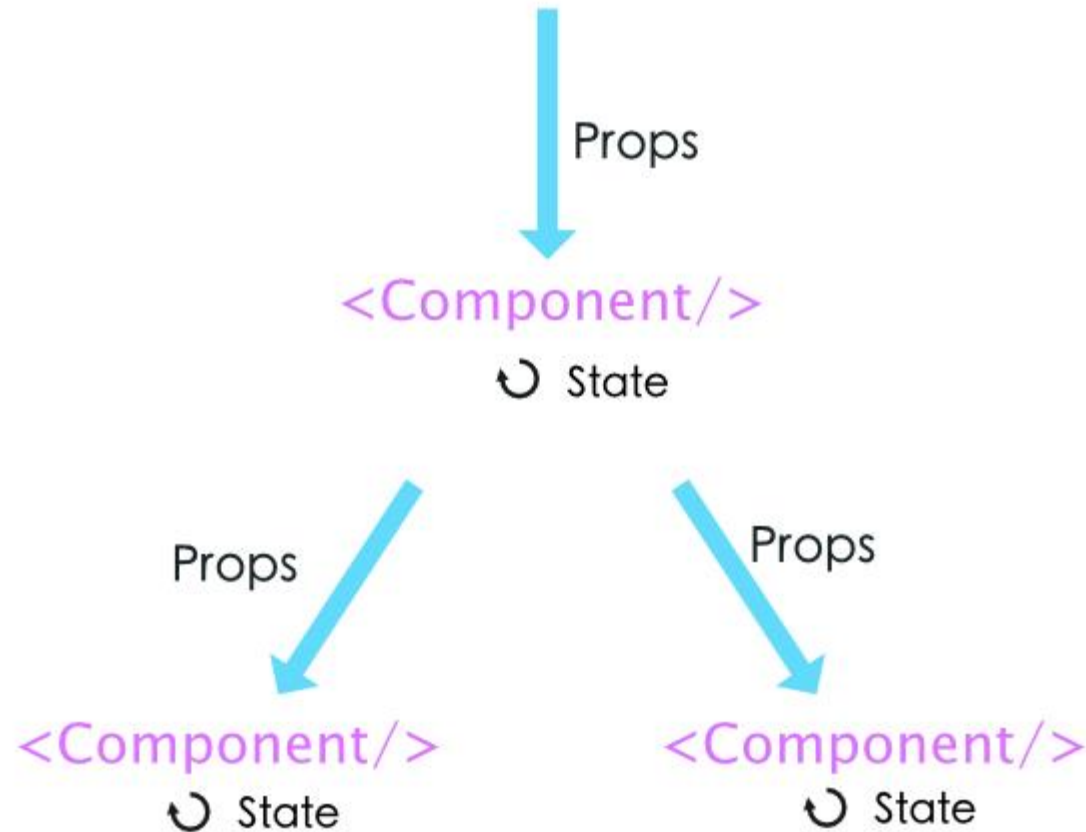 Props
<Component/>
State
Props
Props
<Component/>
<Component/>
State
State